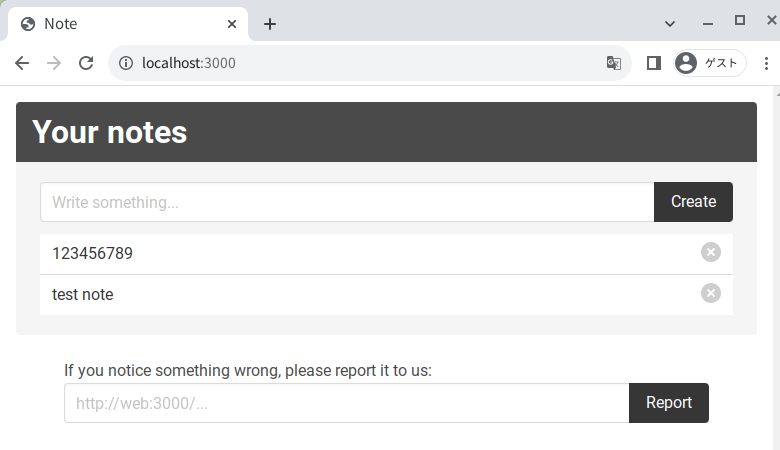 Note
localhost:3000
ゲスト
Your notes
Write something...
Create
123456789
test note
If you notice something wrong, please report it to us:
http://web:3000/...
Report